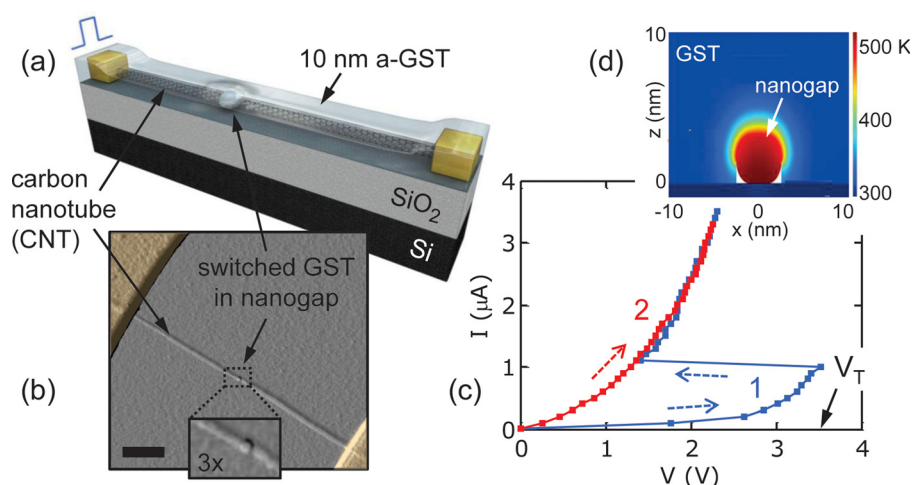 (a)
10 nm a-GST
carbon
nanotube
(CNT)
SiO2
Si
switched GST
in nanogap
(b)
3x
(d)
10
GST
nanogap
z (nm)
0
-10
0
10
x (nm)
500 K
400
300
4
3
2
1
0
I (μA)
2
1
VT
(c)
0
1
2
3
4
V (V)